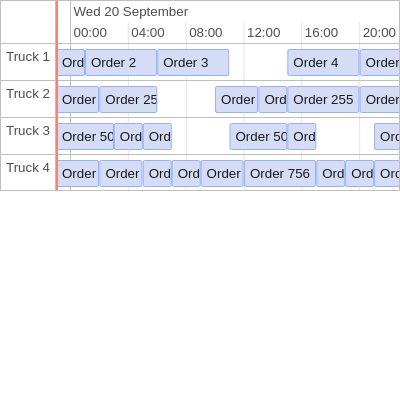 Wed 20 September
00:00 04:00 08:00 12:00 16:00 20:00
Truck 1 Ord Order 2 Order 3 Order 4 Order
Truck 2 Order Order 25 Order Ord Order 255 Order
Truck 3 Order 50 Ord Ord Order 50 Ord Ord
Truck 4 Order Order Ord Ord Order Order 756 Ord Ord Ord